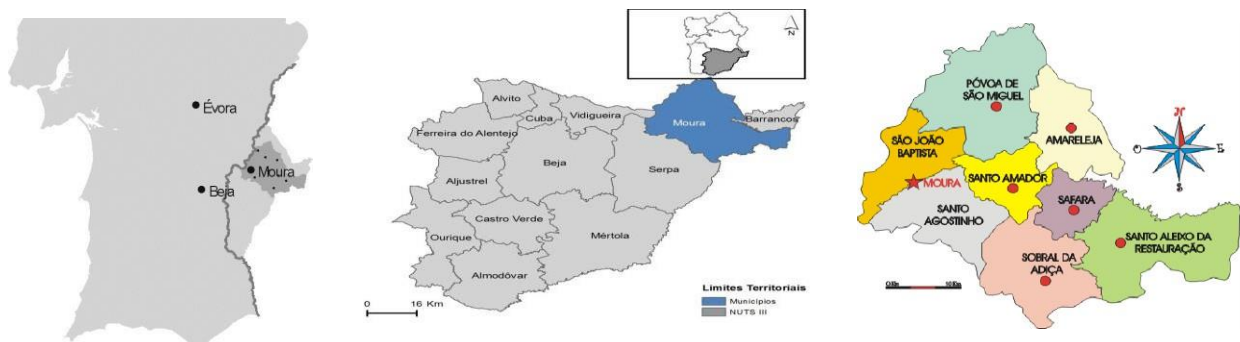 Évora
Moura
Beja
N
Alvito
Cuba
Vidigueira
Moura
Barrancos
Ferreira do Alentejo
Beja
Serpa
Aljustrel
Castro Verde
Ourique
Mértola
Almodôvar
0 16 Km
Limites Territoriais
Municípios
NUTS III
PÓVOA DE
SÃO MIGUEL
AMARELEJA
SÃO JOÃO
BAPTISTA
MOURA
SANTO AMADOR
SAFARA
SANTO
AGOSTINHO
SANTO ALEIXO DA
RESTAURAÇÃO
SOBRAL DA
ADIÇA
N
O
E
S